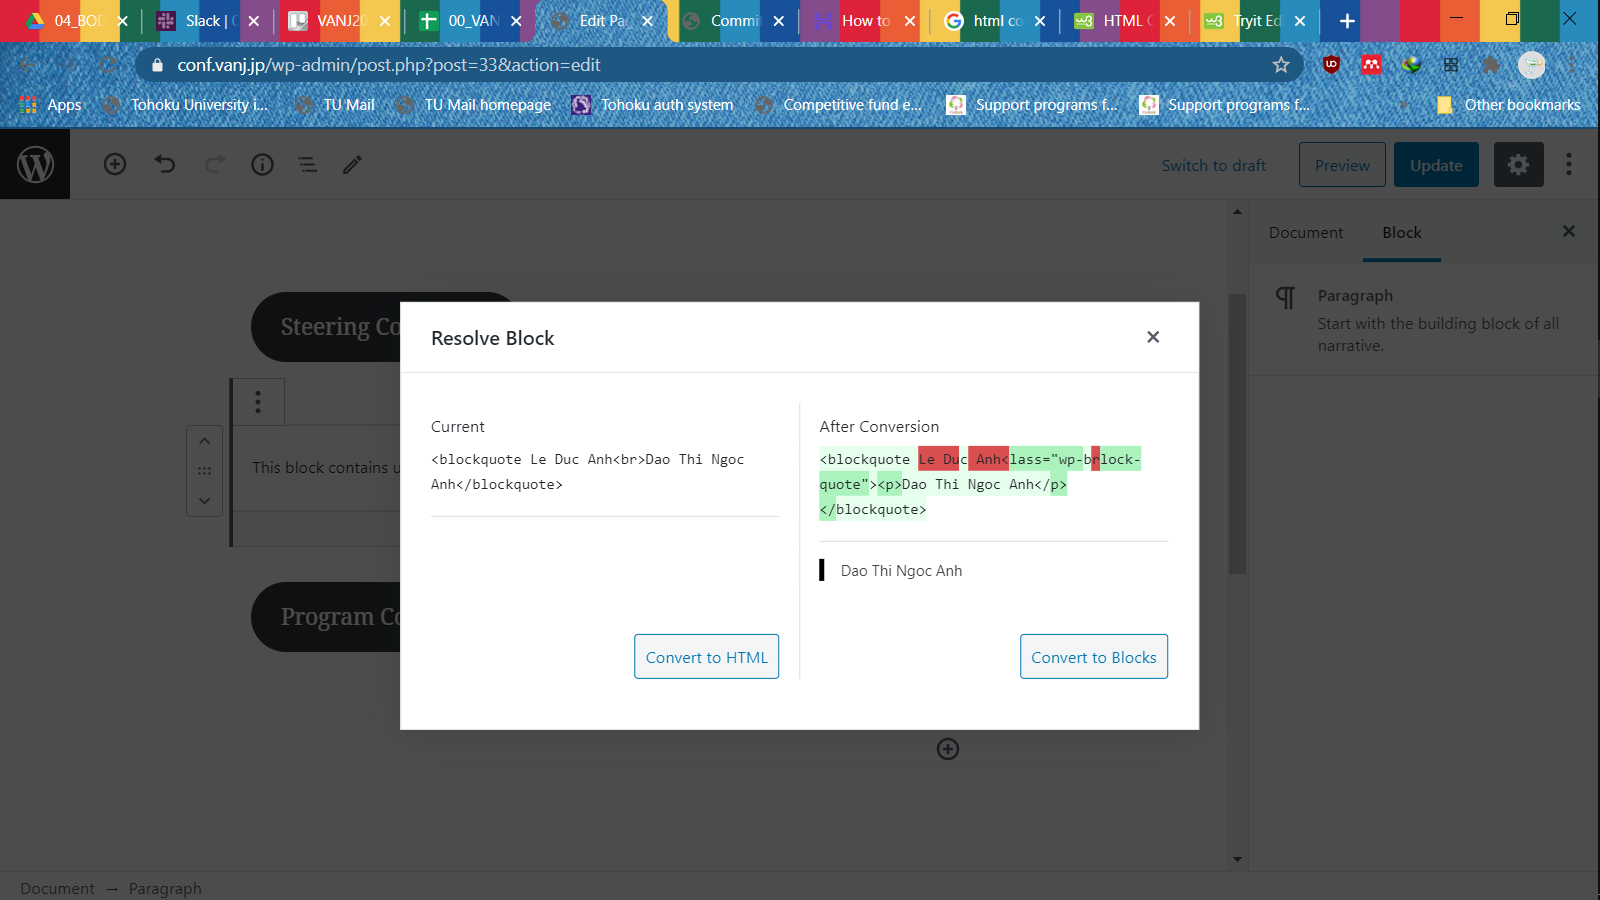 04_BOD
Slack | C
VANJ20
00_VAN
Edit Pag
Commit
How to
html co
HTML C
Tryit Ed
conf.vanj.jp/wp-admin/post.php?post=33&action=edit
Apps
Tohoku University i...
TU Mail
TU Mail homepage
Tohoku auth system
Competitive fund e...
Support programs f...
Support programs f...
Other bookmarks
Switch to draft
Preview
Update
Document
Block
Paragraph
Start with the building block of all
narrative.
Steering Co
This block contains u
Program Co
Resolve Block
Current
<blockquote Le Duc Anh<br>Dao Thi Ngoc
Anh</blockquote>
Convert to HTML
After Conversion
<blockquote Le Duc Anh<lass="wp-brlock-
quote"><p>Dao Thi Ngoc Anh</p>
</blockquote>
Dao Thi Ngoc Anh
Convert to Blocks
Document → Paragraph